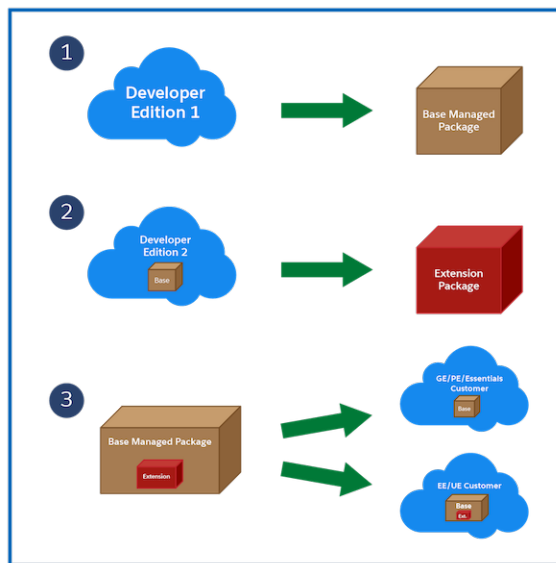 1
Developer
Edition 1
Base Managed
Package
2
Developer
Edition 2
Base
Extension
Package
3
Base Managed Package
Extension
GE/PE/Essentials
Customer
Base
EE/UE Customer
Base
Ext.